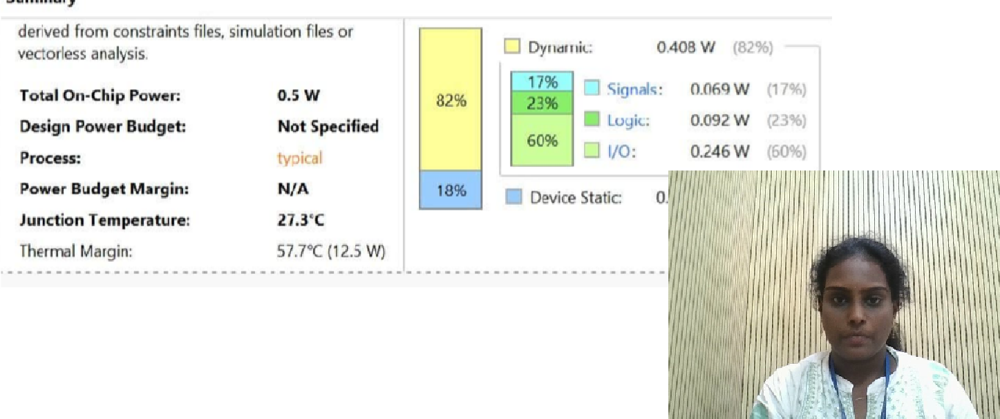 Summary
derived from constraints files, simulation files or
vectorless analysis.
Total On-Chip Power: 0.5 W
Design Power Budget: Not Specified
Process: typical
Power Budget Margin: N/A
Junction Temperature: 27.3°C
Thermal Margin: 57.7°C (12.5 W)
82%
18%
Dynamic: 0.408 W (82%)
17%
23%
60%
Signals: 0.069 W (17%)
Logic: 0.092 W (23%)
I/O: 0.246 W (60%)
Device Static: 0.